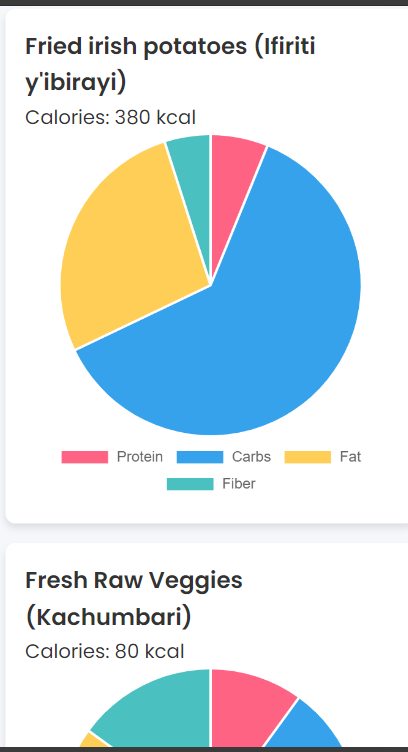 Fried irish potatoes (Ifiriti
y'ibirayi)
Calories: 380 kcal
Protein Carbs Fat
Fiber
Fresh Raw Veggies
(Kachumbari)
Calories: 80 kcal